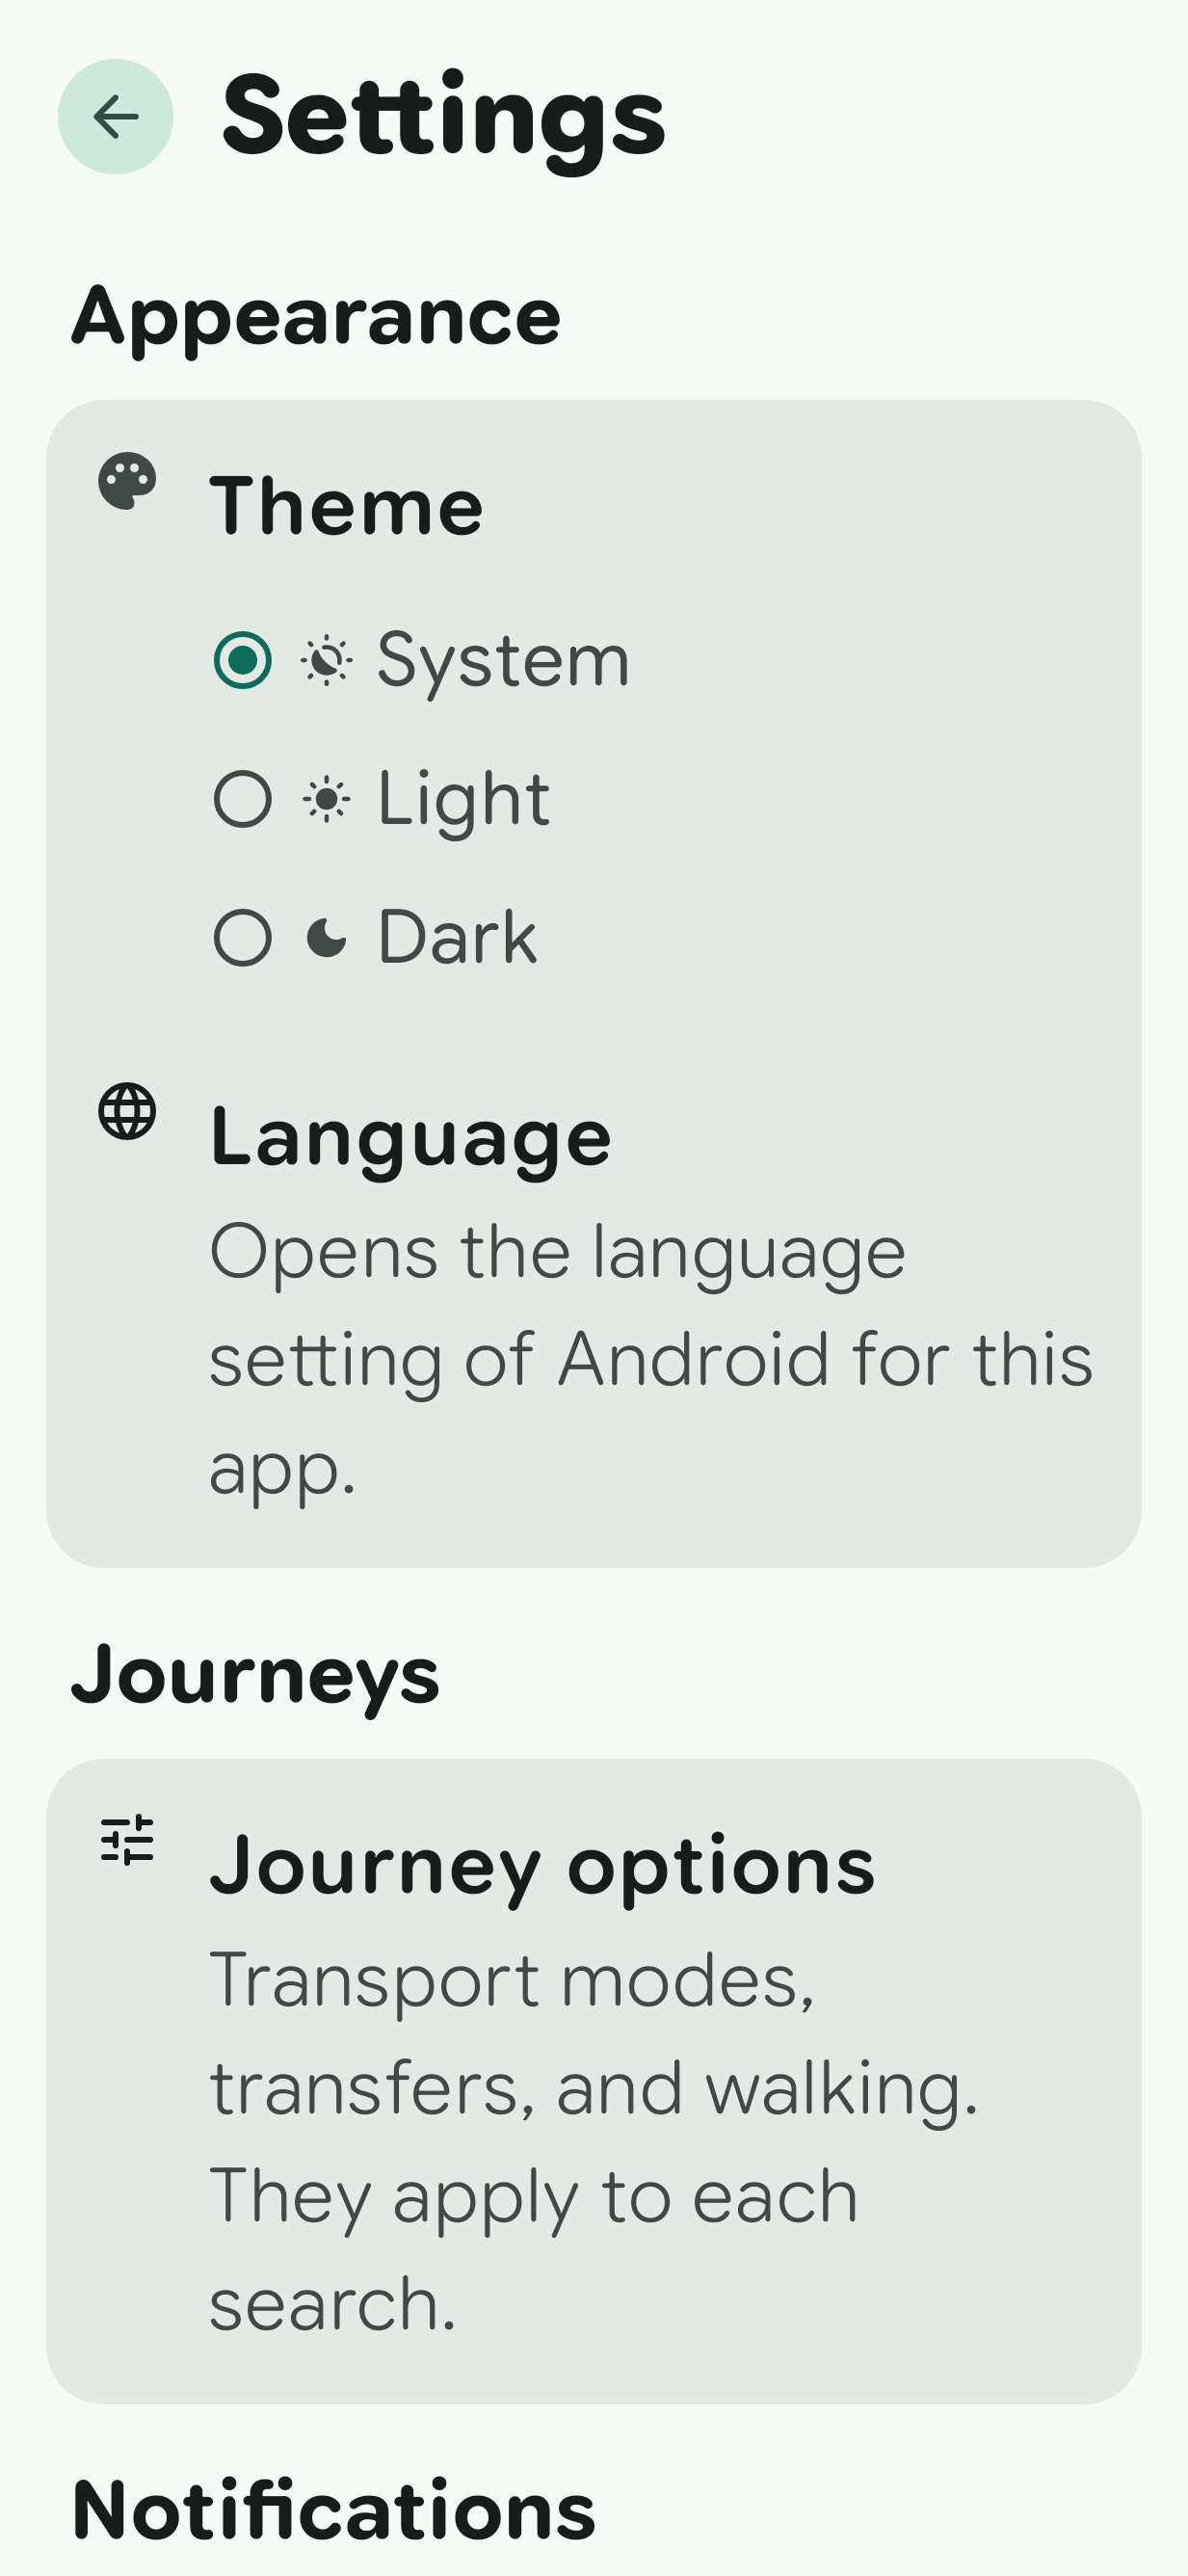 Settings
Appearance
Theme
System
Light
Dark
Language
Opens the language
setting of Android for this
app.
Journeys
Journey options
Transport modes,
transfers, and walking.
They apply to each
search.
Notifications